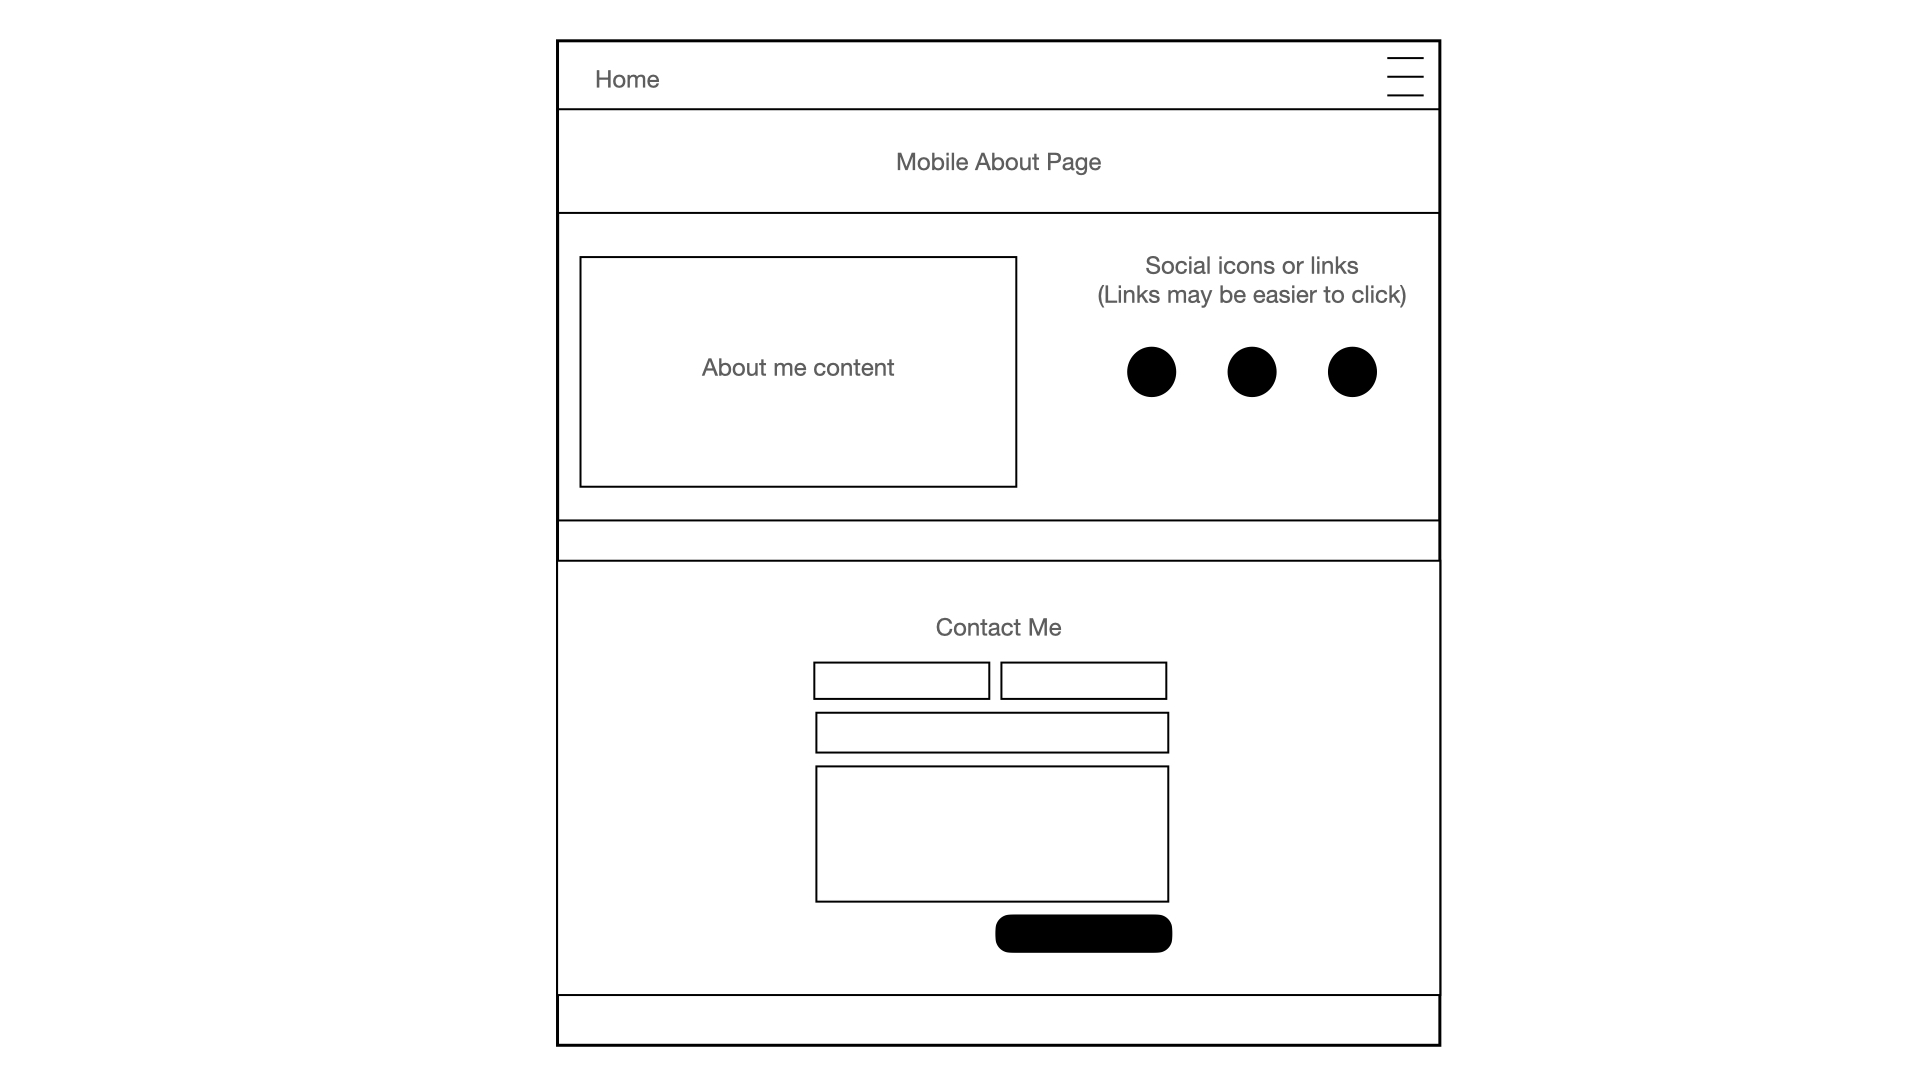 Home
Mobile About Page
Social icons or links
(Links may be easier to click)
About me content
Contact Me